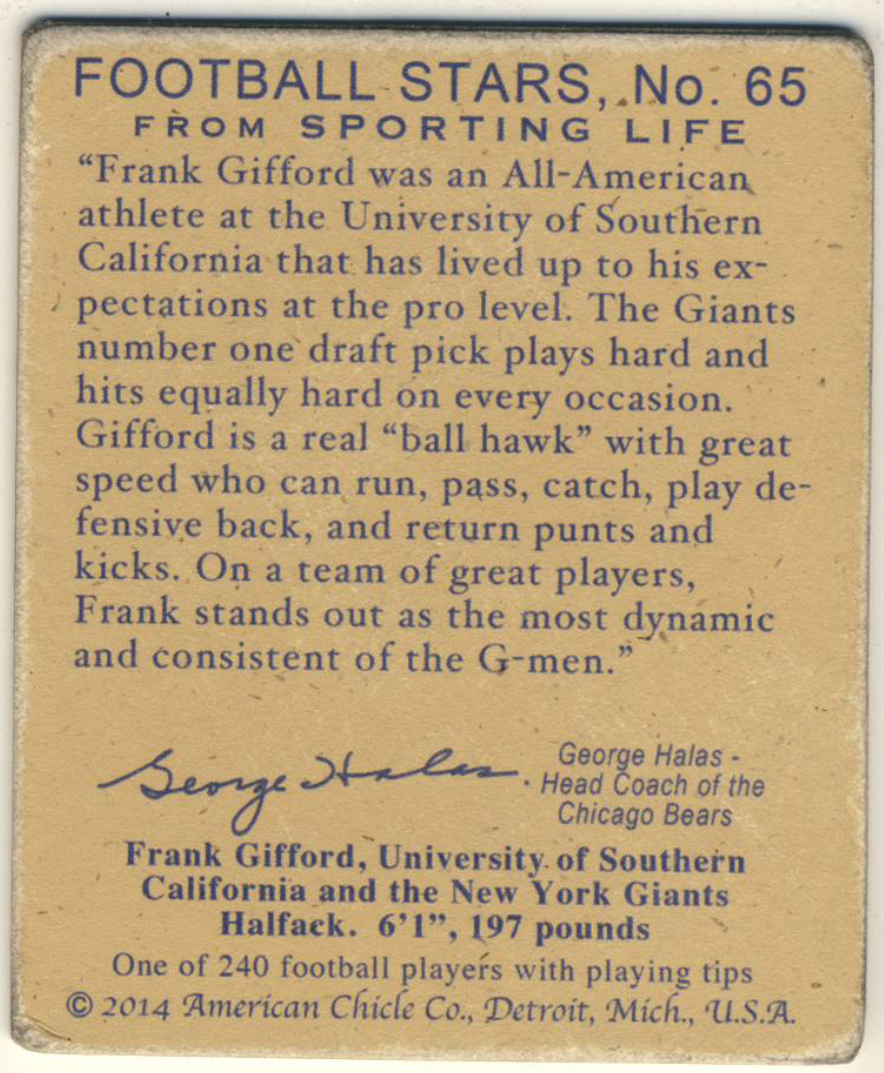 FOOTBALL STARS, No. 65
FROM SPORTING LIFE
“Frank Gifford was an All-American
athlete at the University of Southern
California that has lived up to his ex-
pectations at the pro level. The Giants
number one draft pick plays hard and
hits equally hard on every occasion.
Gifford is a real “ball hawk” with great
speed who can run, pass, catch, play de-
fensive back, and return punts and
kicks. On a team of great players,
Frank stands out as the most dynamic
and consistent of the G-men.”
George Halas
George Halas -
Head Coach of the
Chicago Bears
Frank Gifford, University of Southern
California and the New York Giants
Halfack. 6’1”, 197 pounds
One of 240 football players with playing tips
© 2014 American Chicle Co., Detroit, Mich., U.S.A.